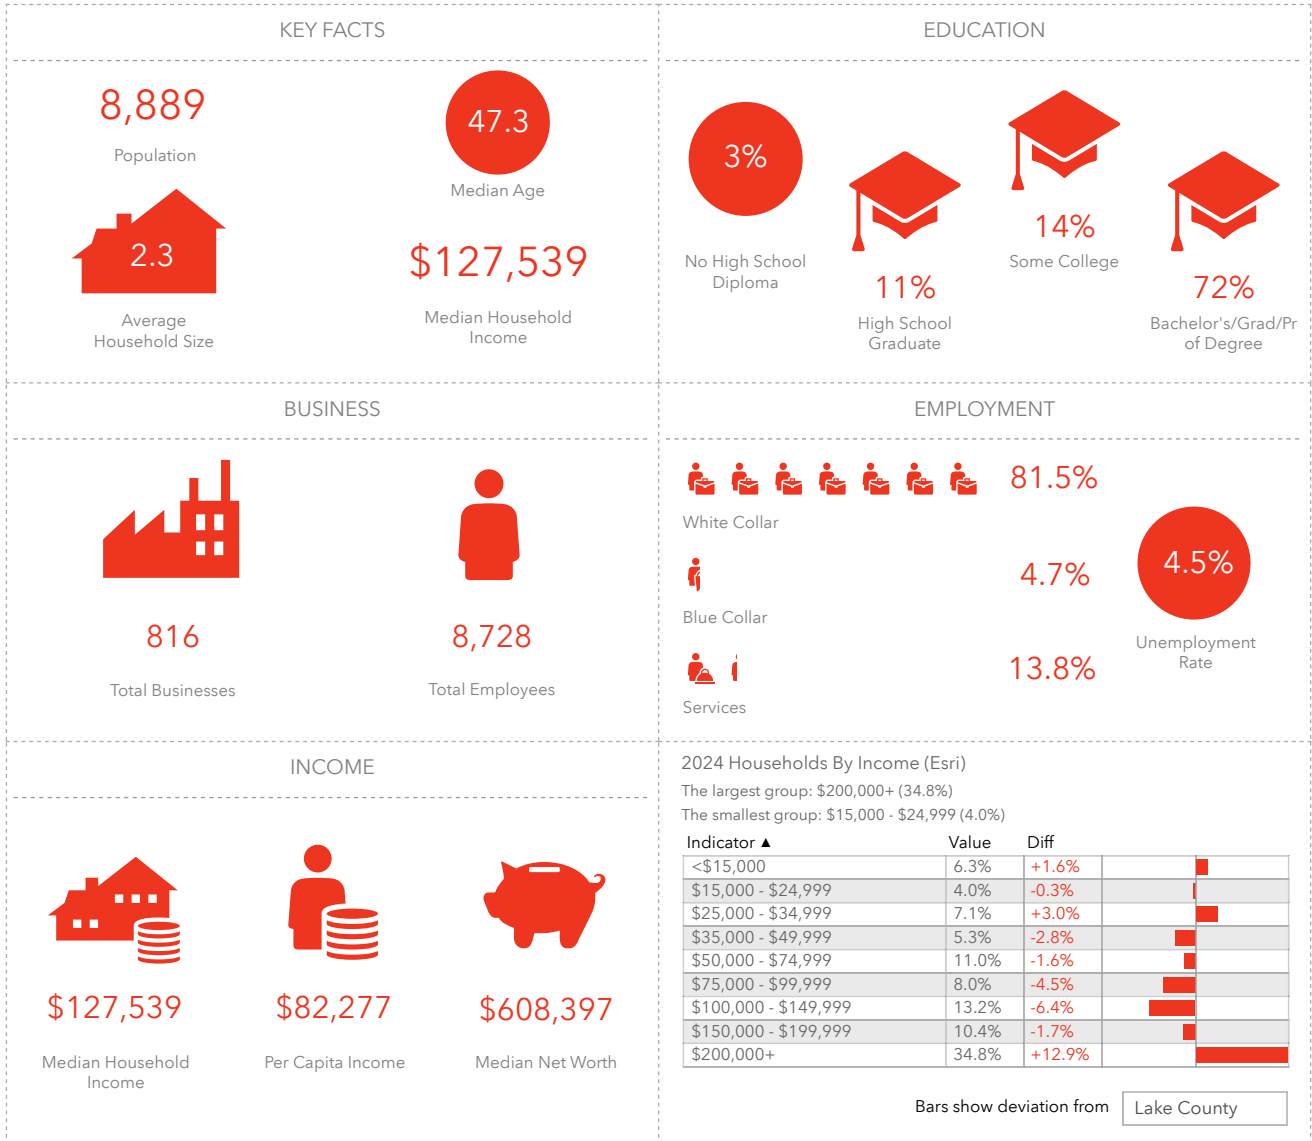 KEY FACTS
8,889
Population
47.3
Median Age
2.3
Average
Household Size
$127,539
Median Household
Income
EDUCATION
3%
No High School
Diploma
11%
High School
Graduate
14%
Some College
72%
Bachelor's/Grad/Pr
of Degree
BUSINESS
816
Total Businesses
8,728
Total Employees
EMPLOYMENT
81.5%
White Collar
4.7%
Blue Collar
13.8%
Services
4.5%
Unemployment
Rate
INCOME
$127,539
Median Household
Income
$82,277
Per Capita Income
$608,397
Median Net Worth
2024 Households By Income (Esri)
The largest group: $200,000+ (34.8%)
The smallest group: $15,000 - $24,999 (4.0%)
Indicator ▲ Value Diff
<$15,000 6.3% +1.6%
$15,000 - $24,999 4.0% -0.3%
$25,000 - $34,999 7.1% +3.0%
$35,000 - $49,999 5.3% -2.8%
$50,000 - $74,999 11.0% -1.6%
$75,000 - $99,999 8.0% -4.5%
$100,000 - $149,999 13.2% -6.4%
$150,000 - $199,999 10.4% -1.7%
$200,000+ 34.8% +12.9%
Bars show deviation from Lake County